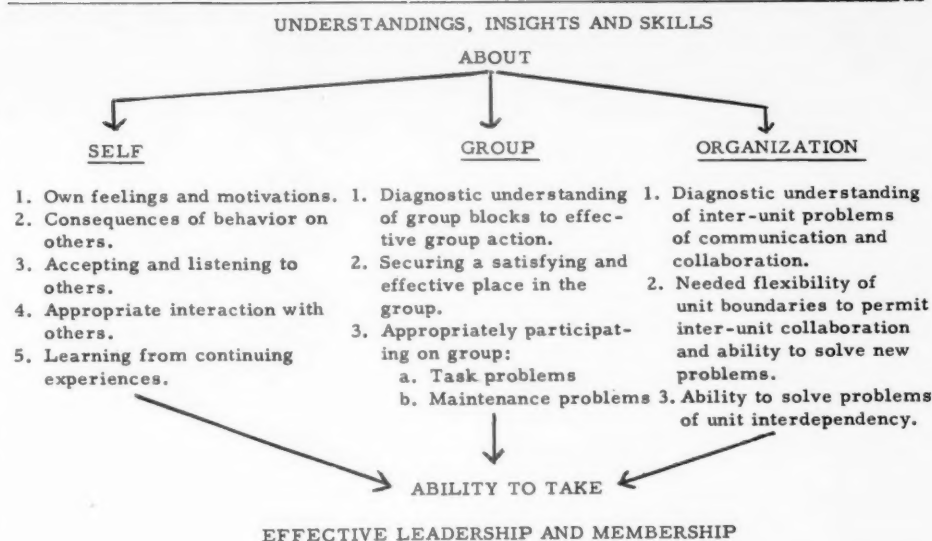 UNDERSTANDINGS, INSIGHTS AND SKILLS
ABOUT
SELF
1. Own feelings and motivations.
2. Consequences of behavior on
others.
3. Accepting and listening to
others.
4. Appropriate interaction with
others.
5. Learning from continuing
experiences.
GROUP
1. Diagnostic understanding
of group blocks to effec-
tive group action.
2. Securing a satisfying and
effective place in the
group.
3. Appropriately participat-
ing on group:
a. Task problems
b. Maintenance problems
ORGANIZATION
1. Diagnostic understanding
of inter-unit problems
of communication and
collaboration.
2. Needed flexibility of
unit boundaries to permit
inter-unit collaboration
and ability to solve new
problems.
3. Ability to solve problems
of unit interdependency.
ABILITY TO TAKE
EFFECTIVE LEADERSHIP AND MEMBERSHIP